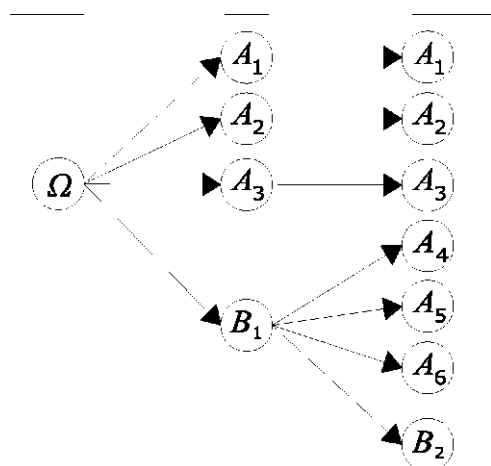 A₁ A₁
A₂ A₂
Ω A₃ A₃
A₄
B₁ A₅
A₆
B₂